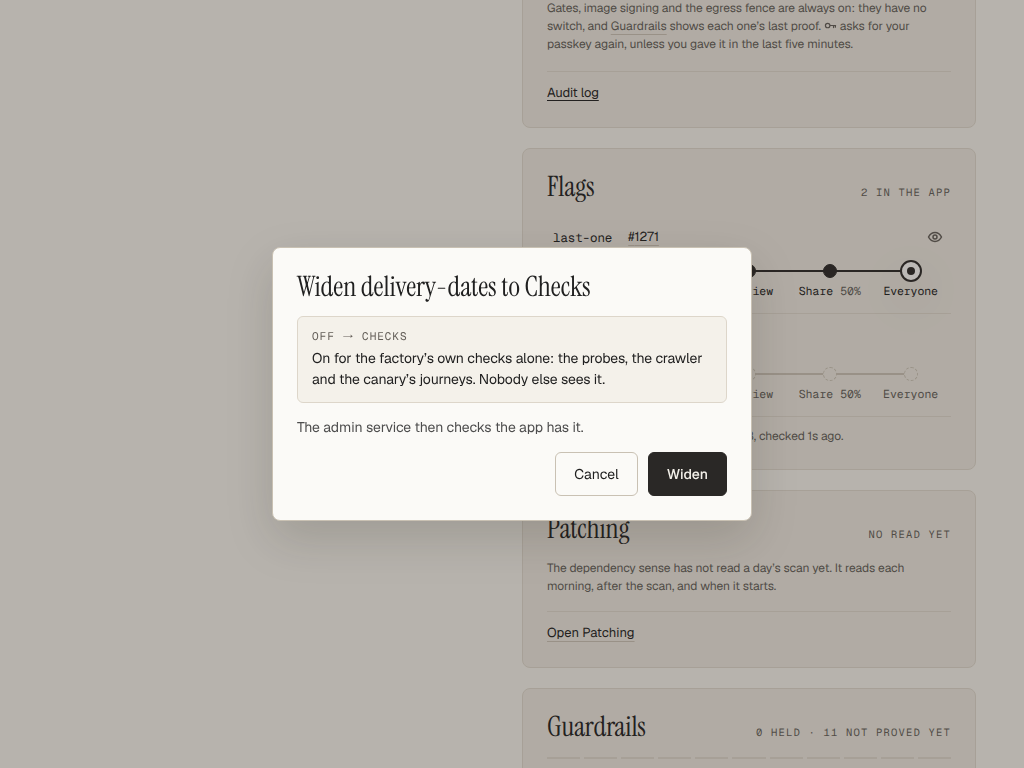 Gates, image signing and the egress fence are always on: they have no
switch, and Guardrails shows each one's last proof. asks for your
passkey again, unless you gave it in the last five minutes.
Audit log
Flags
2 IN THE APP
last-one #1271
Share 50% Everyone
Widen delivery-dates to Checks
OFF → CHECKS
On for the factory's own checks alone: the probes, the crawler
and the canary's journeys. Nobody else sees it.
The admin service then checks the app has it.
Cancel Widen
Share 50% Everyone
, checked 1s ago.
Patching
NO READ YET
The dependency sense has not read a day's scan yet. It reads each
morning, after the scan, and when it starts.
Open Patching
Guardrails
0 HELD · 11 NOT PROVED YET